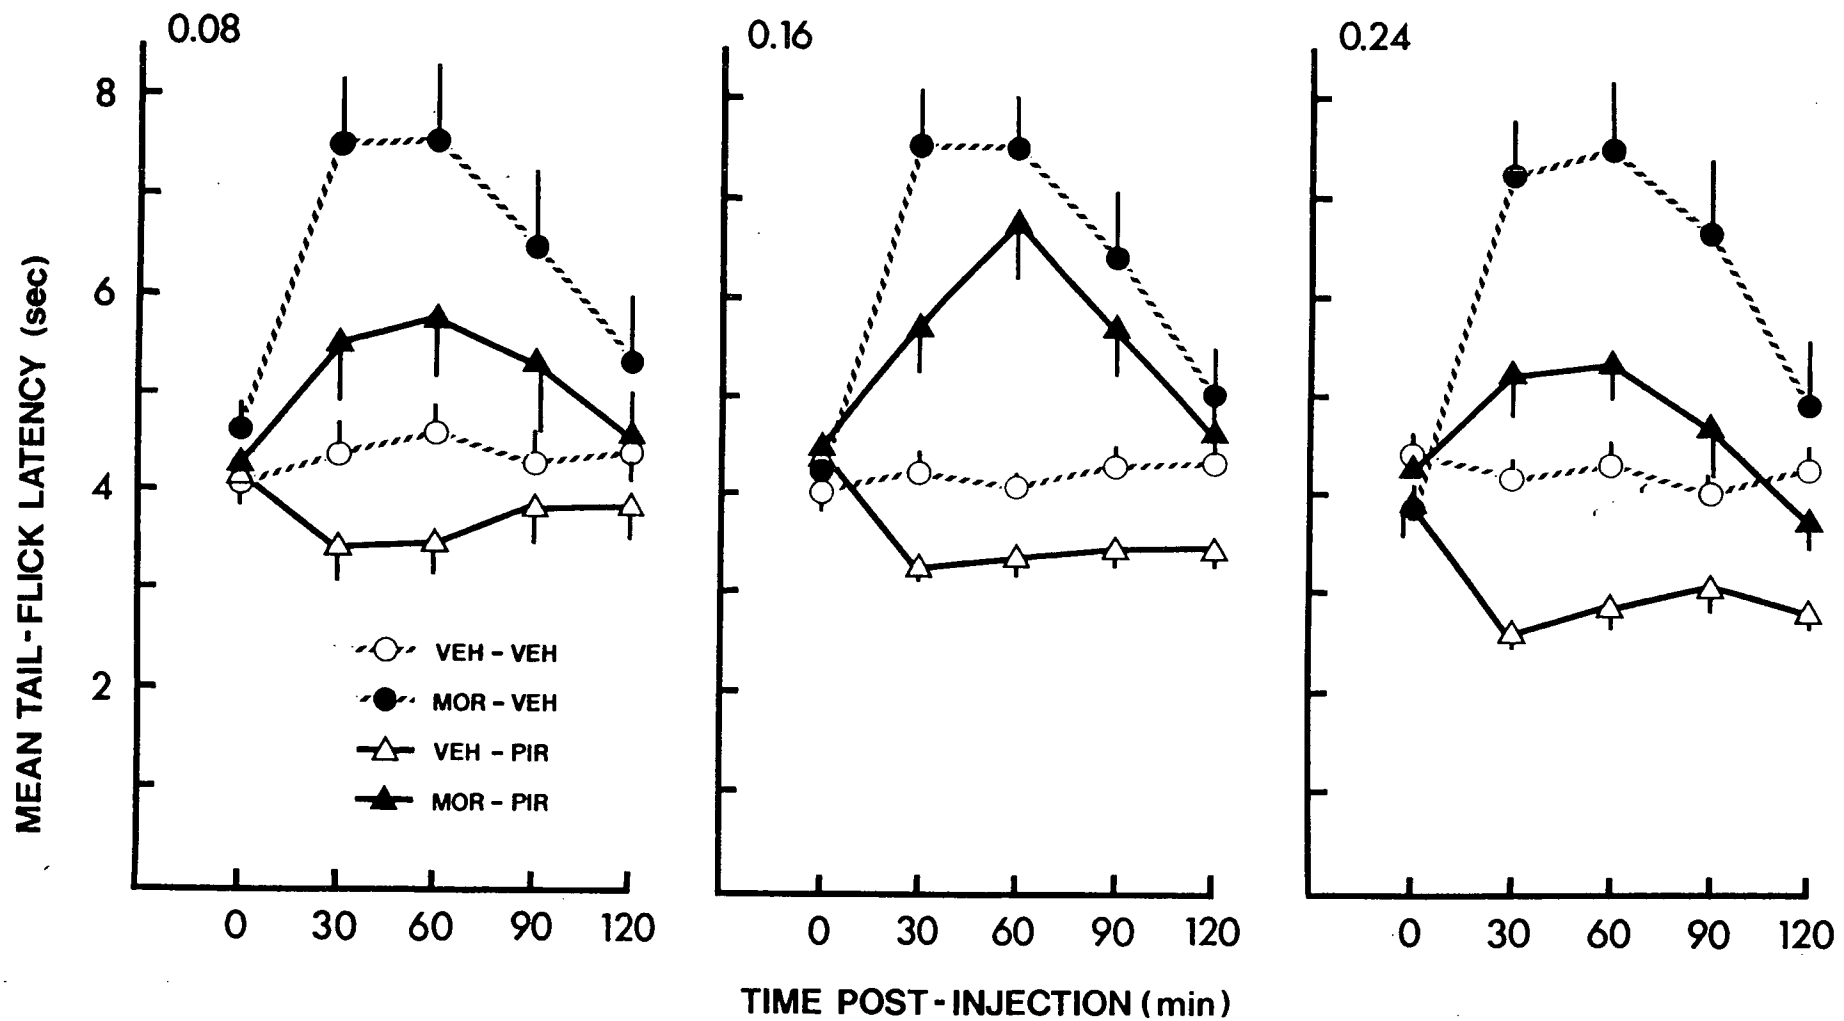 0.08
0.16
0.24
MEAN TAIL-FLICK LATENCY (sec)
8
6
4
2
VEH - VEH
MOR - VEH
VEH - PIR
MOR - PIR
0 30 60 90 120
0 30 60 90 120
0 30 60 90 120
TIME POST-INJECTION (min)